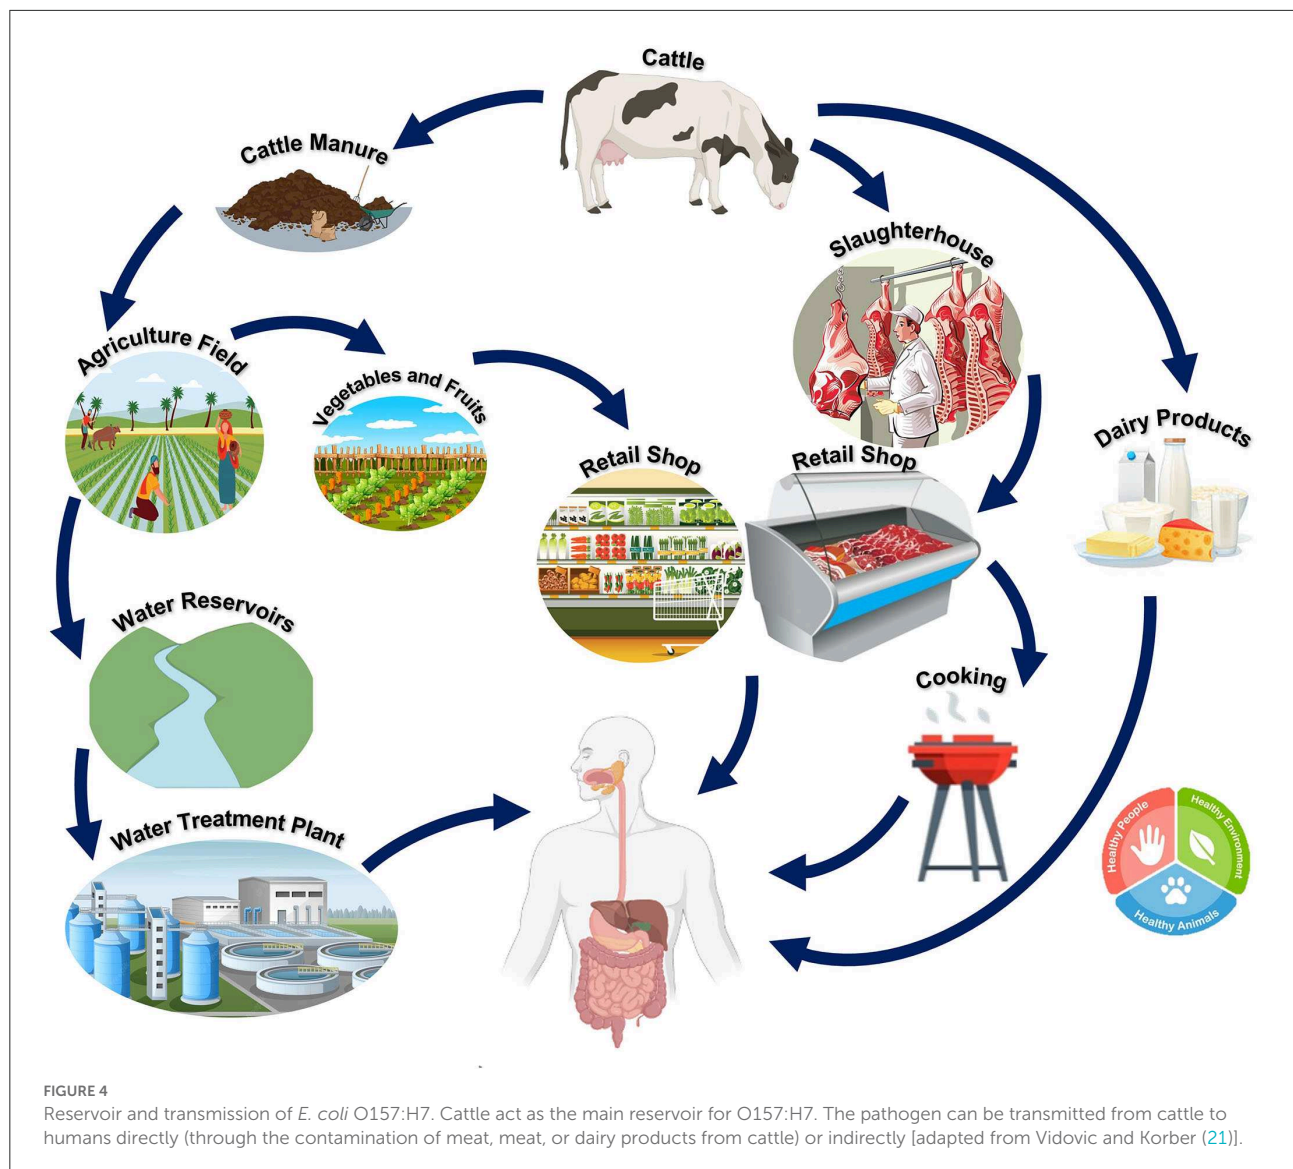 Cattle
Cattle Manure
Slaughterhouse
Agriculture Field
Vegetables and Fruits
Retail Shop
Retail Shop
Dairy Products
Water Reservoirs
Cooking
Water Treatment Plant
Healthy People
Healthy Environment
Healthy Animals
FIGURE 4
Reservoir and transmission of E. coli O157:H7. Cattle act as the main reservoir for O157:H7. The pathogen can be transmitted from cattle to
humans directly (through the contamination of meat, meat, or dairy products from cattle) or indirectly [adapted from Vidovic and Korber (21)].